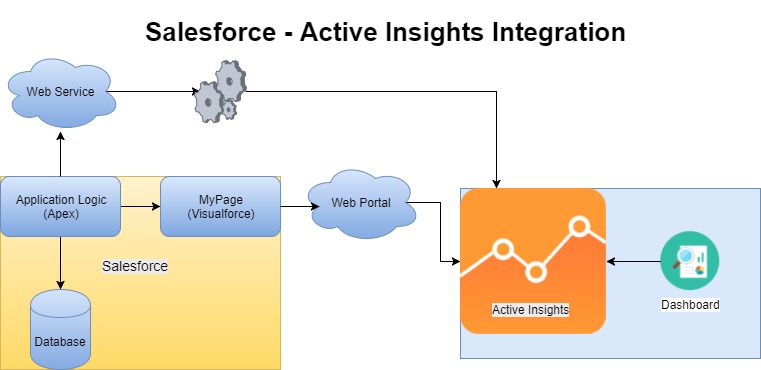 Salesforce - Active Insights Integration
Web Service
Application Logic
(Apex)
MyPage
(Visualforce)
Web Portal
Salesforce
Database
Active Insights
Dashboard